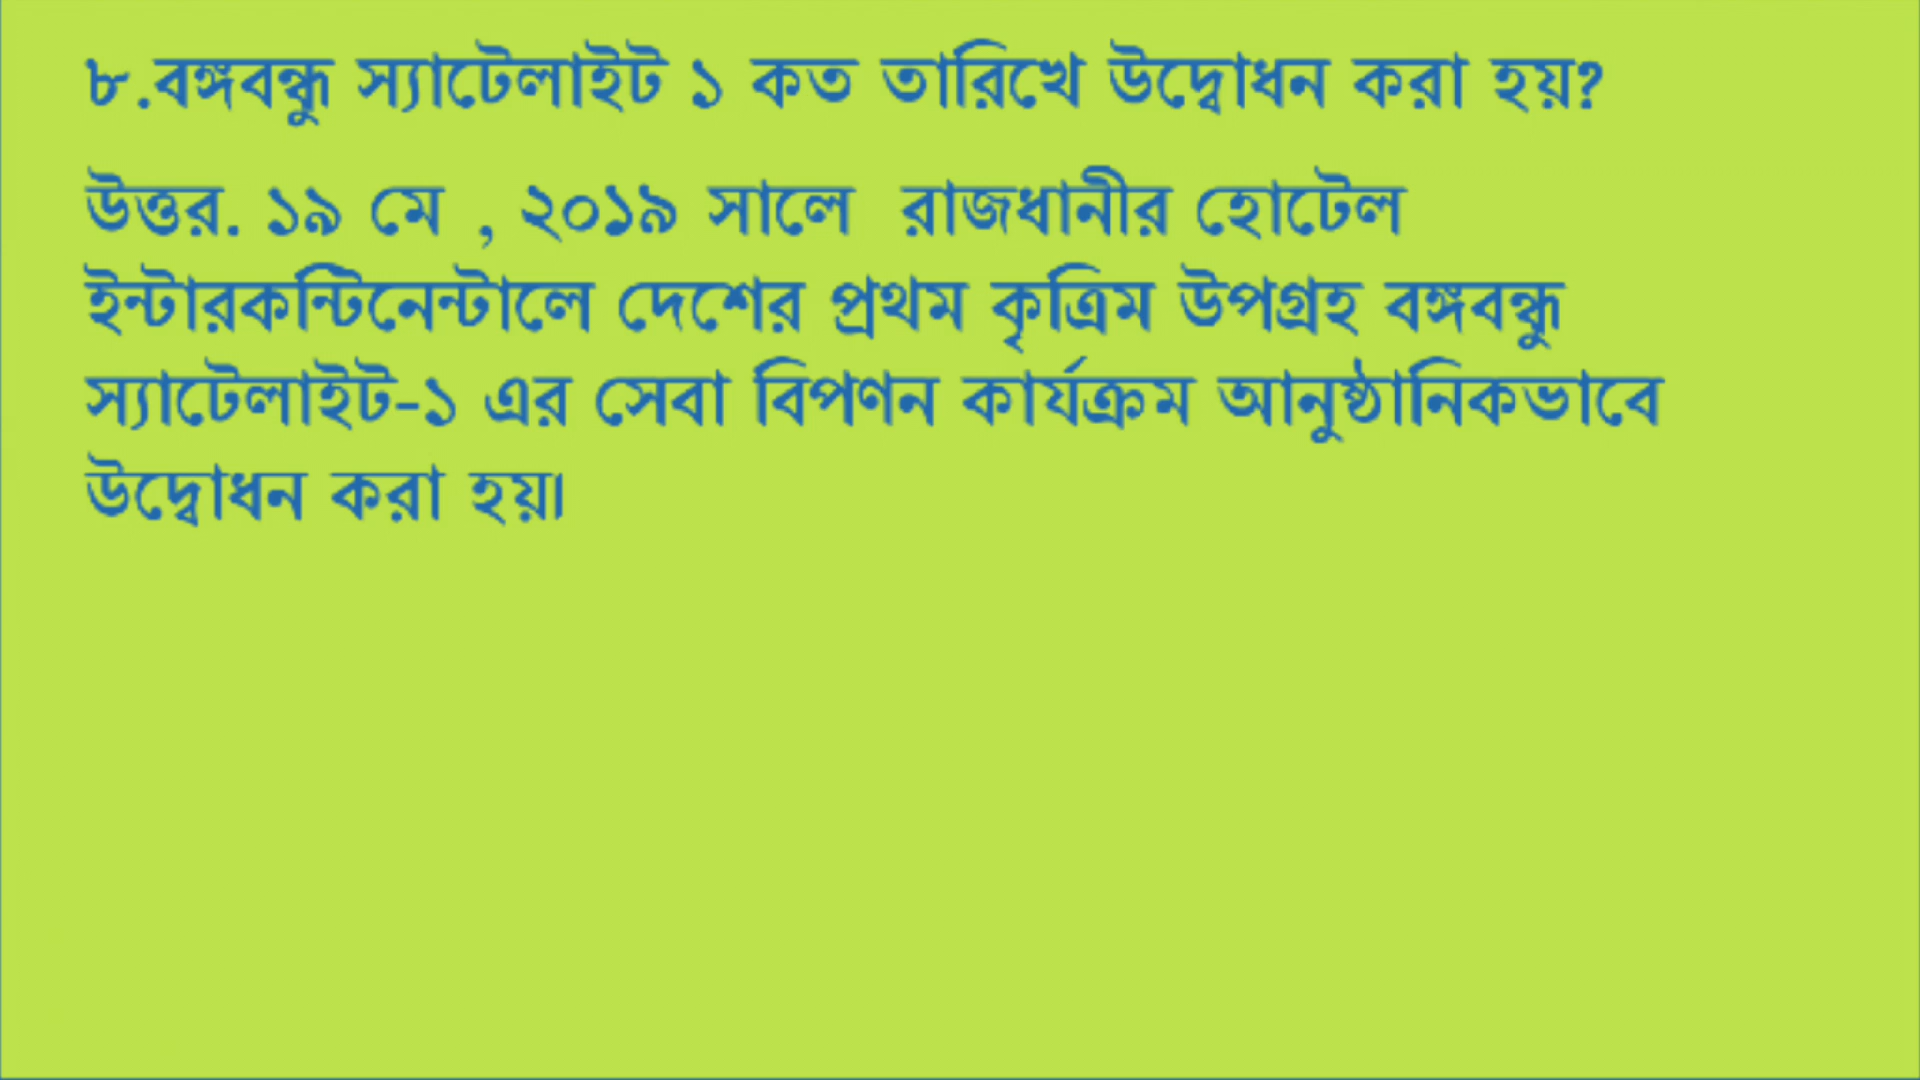 ৮.বঙ্গবন্ধু স্যাটেলাইট ১ কত তারিখে উদ্বোধন করা হয়?
উত্তর. ১৯ মে , ২০১৯ সালে রাজধানীর হোটেল
ইন্টারকন্টিনেন্টালে দেশের প্রথম কৃত্রিম উপগ্রহ বঙ্গবন্ধু
স্যাটেলাইট-১ এর সেবা বিপণন কার্যক্রম আনুষ্ঠানিকভাবে
উদ্বোধন করা হয়।